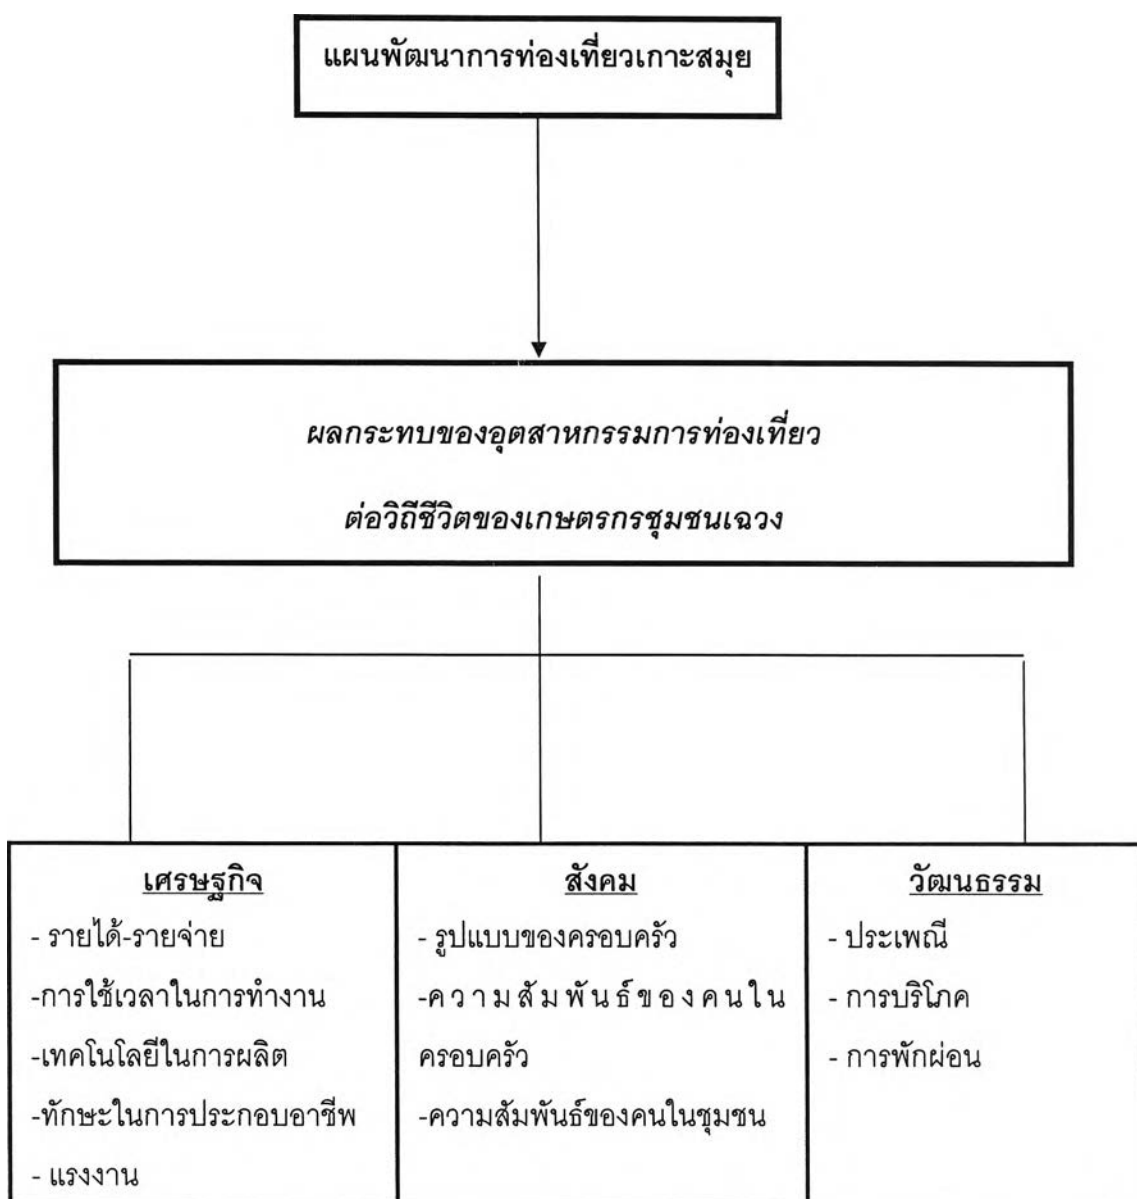 แผนพัฒนาการท่องเที่ยวเกาะสมุย
ผลกระทบของอุตสาหกรรมการท่องเที่ยว
ต่อวิถีชีวิตของเกษตรกรชุมชนเฉวง
เศรษฐกิจ
- รายได้-รายจ่าย
-การใช้เวลาในการทำงาน
-เทคโนโลยีในการผลิต
-ทักษะในการประกอบอาชีพ
- แรงงาน
สังคม
- รูปแบบของครอบครัว
-ความสัมพันธ์ของคนใน
ครอบครัว
-ความสัมพันธ์ของคนในชุมชน
วัฒนธรรม
- ประเพณี
- การบริโภค
- การพักผ่อน